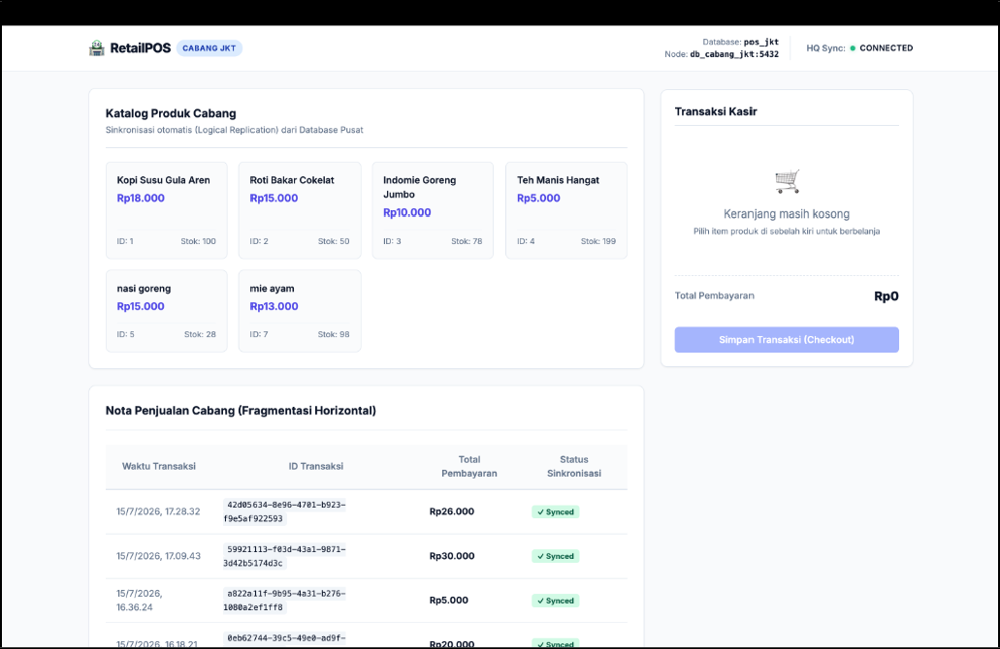 RetailPOS CABANG JKT
Database: pos_jkt
Node: db_cabang_jkt:5432
HQ Sync: CONNECTED
Katalog Produk Cabang
Sinkronisasi otomatis (Logical Replication) dari Database Pusat
Kopi Susu Gula Aren
Rp18.000
ID: 1 Stok: 100
Roti Bakar Cokelat
Rp15.000
ID: 2 Stok: 50
Indomie Goreng
Jumbo
Rp10.000
ID: 3 Stok: 78
Teh Manis Hangat
Rp5.000
ID: 4 Stok: 199
nasi goreng
Rp15.000
ID: 5 Stok: 28
mie ayam
Rp13.000
ID: 7 Stok: 98
Transaksi Kasir
Keranjang masih kosong
Pilih item produk di sebelah kiri untuk berbelanja
Total Pembayaran Rp0
Simpan Transaksi (Checkout)
Nota Penjualan Cabang (Fragmentasi Horizontal)
Waktu Transaksi
ID Transaksi
Total
Pembayaran
Status
Sinkronisasi
15/7/2026, 17.28.32
42d05634-8e96-4701-b923-
f9e5af922593
Rp26.000
✓ Synced
15/7/2026, 17.09.43
59921113-f03d-43a1-9871-
3d42b5174d3c
Rp30.000
✓ Synced
15/7/2026,
16.36.24
a822a11f-9b95-4a31-b276-
1080a2ef1ff8
Rp5.000
✓ Synced
15/7/2026, 16.18.21
0eb62744-39c5-49e0-ad9f-
Rp20.000
✓ Synced